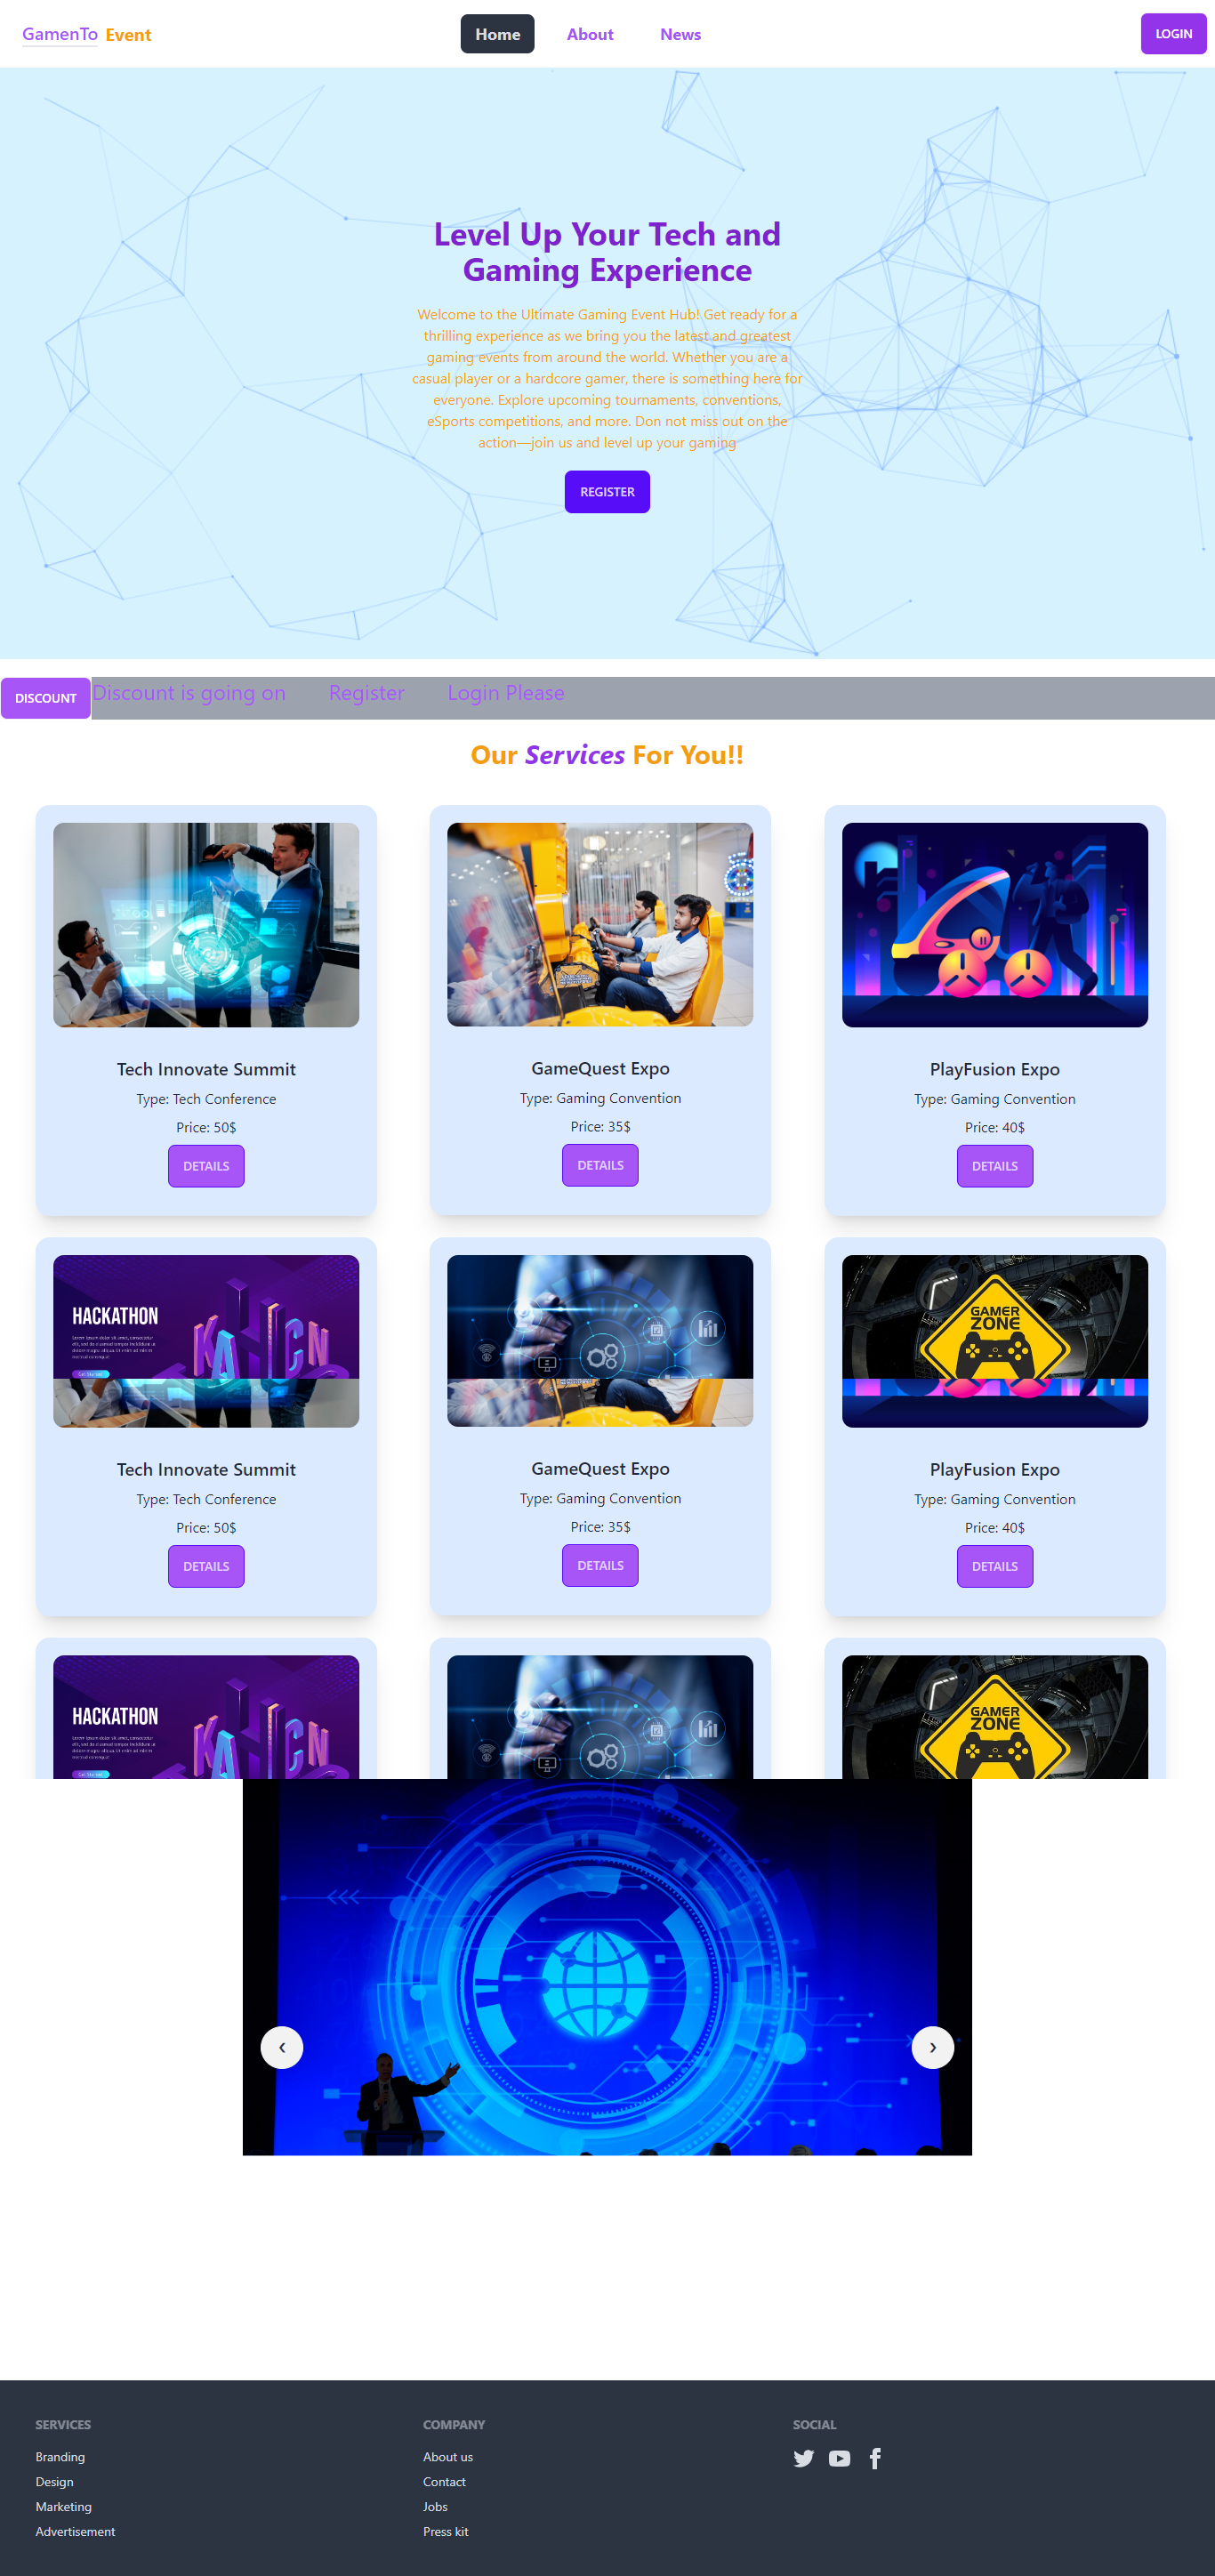 GamenTo Event
Home
About
News
LOGIN
Level Up Your Tech and
Gaming Experience
Welcome to the Ultimate Gaming Event Hub! Get ready for a
thrilling experience as we bring you the latest and greatest
gaming events from around the world. Whether you are a
casual player or a hardcore gamer, there is something here for
everyone. Explore upcoming tournaments, conventions,
eSports competitions, and more. Don not miss out on the
action—join us and level up your gaming
REGISTER
DISCOUNT
Discount is going on
Register
Login Please
Our Services For You!!
Tech Innovate Summit
Type: Tech Conference
Price: 50$
DETAILS
GameQuest Expo
Type: Gaming Convention
Price: 35$
DETAILS
PlayFusion Expo
Type: Gaming Convention
Price: 40$
DETAILS
HACKATHON
GAMER
ZONE
Tech Innovate Summit
Type: Tech Conference
Price: 50$
DETAILS
GameQuest Expo
Type: Gaming Convention
Price: 35$
DETAILS
PlayFusion Expo
Type: Gaming Convention
Price: 40$
DETAILS
HACKATHON
GAMER
ZONE
SERVICES
Branding
Design
Marketing
Advertisement
COMPANY
About us
Contact
Jobs
Press kit
SOCIAL